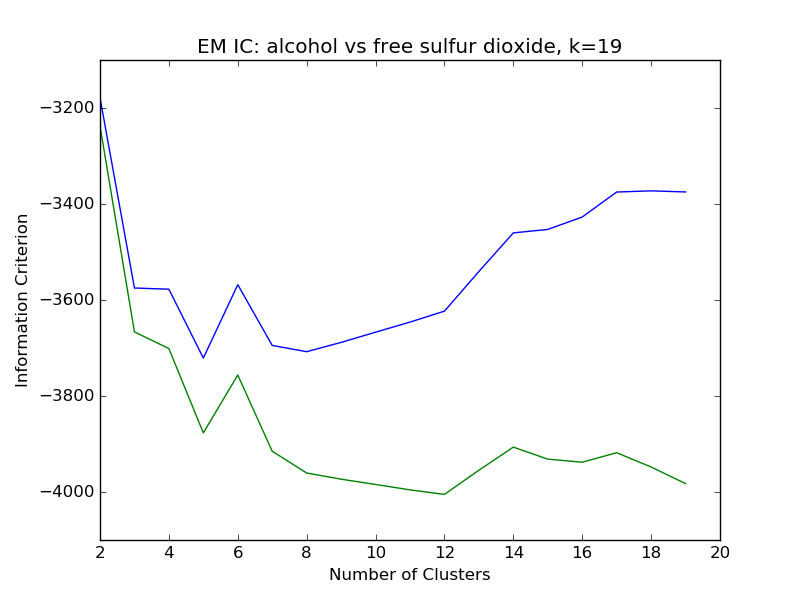 EM IC: alcohol vs free sulfur dioxide, k=19
−3200
−3400
−3600
−3800
−4000
Information Criterion
2 4 6 8 10 12 14 16 18 20
Number of Clusters